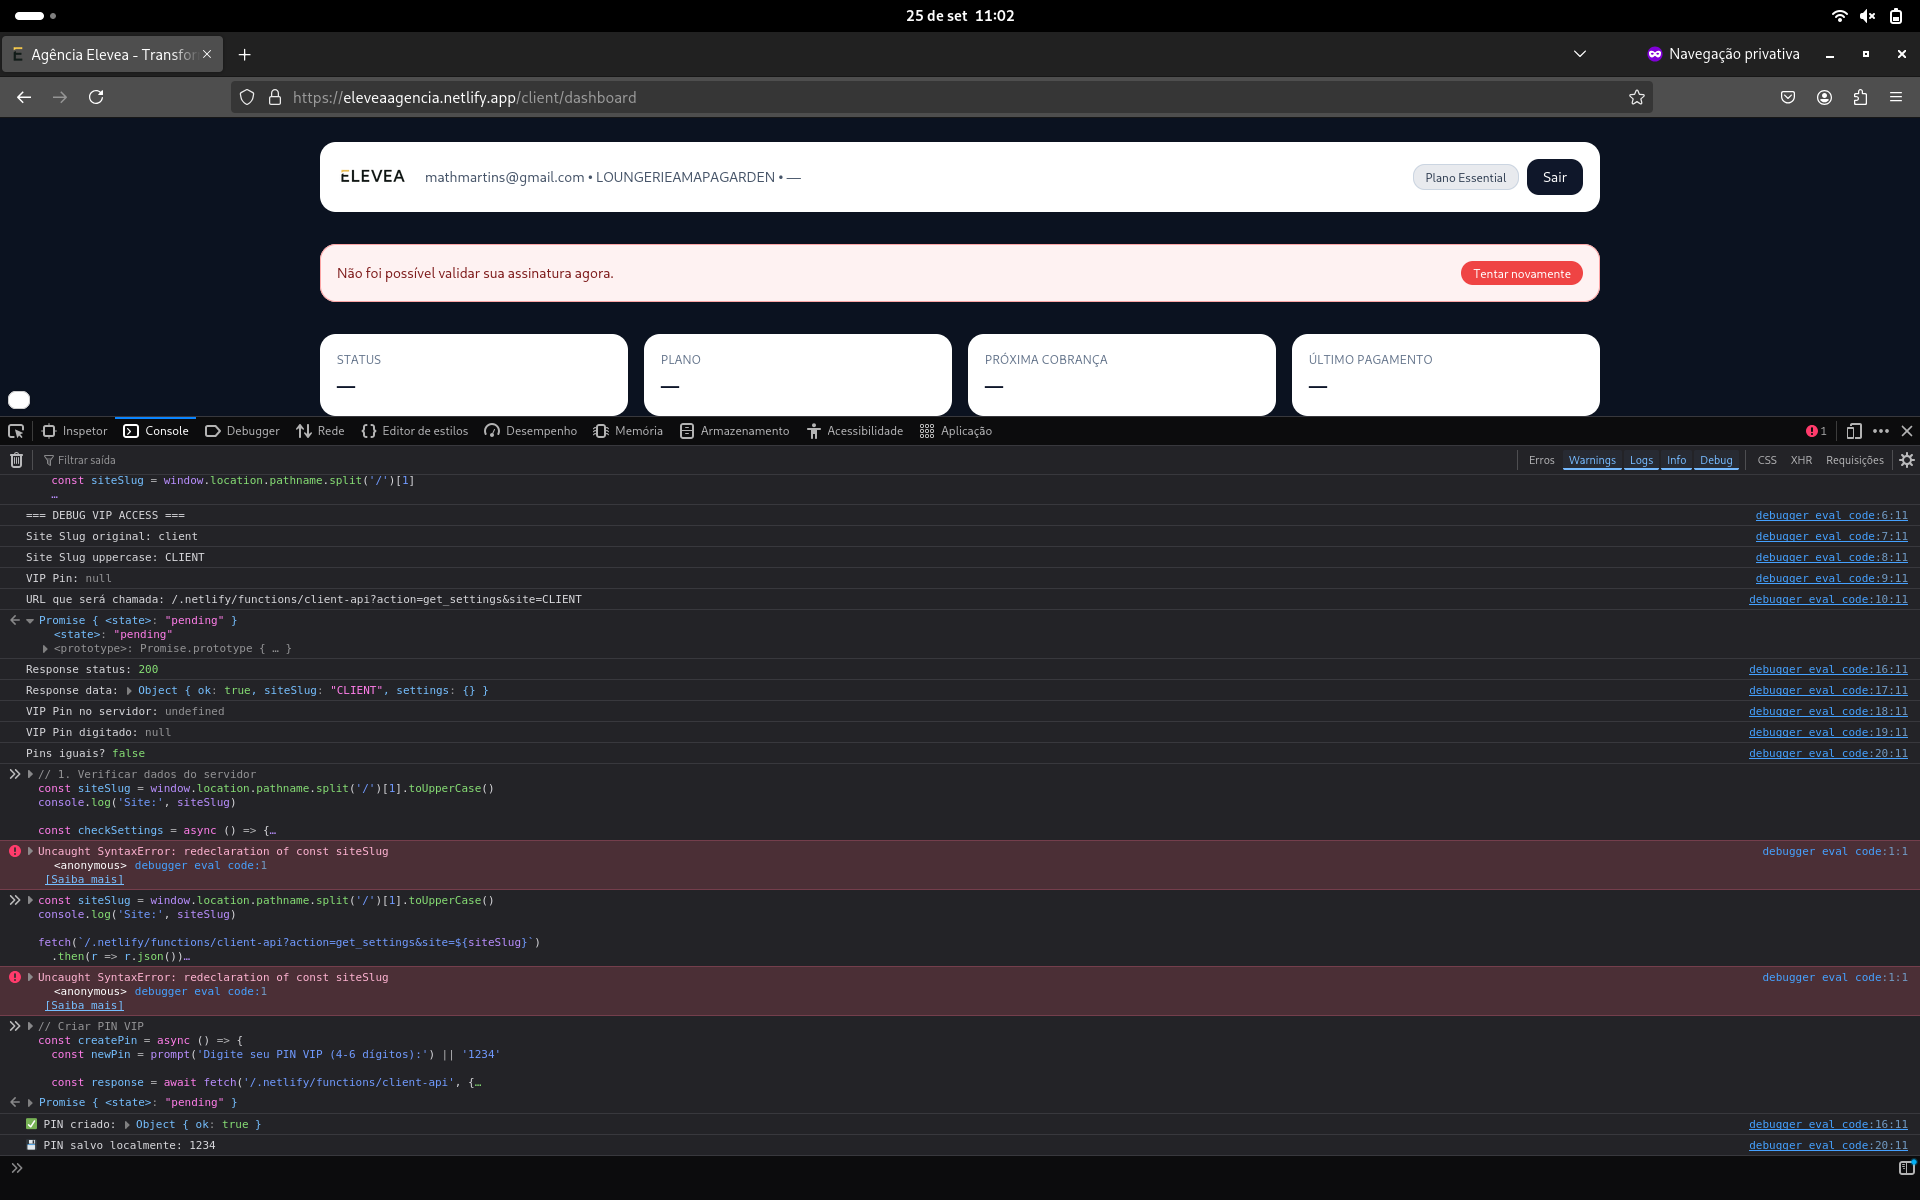 25 de set 11:02
Agência Elevea - Transfor
Navegação privativa
https://eleveaagencia.netlify.app/client/dashboard
ELEVEA
mathmartins@gmail.com • LOUNGERIEAMAPAGARDEN • —
Plano Essential
Sair
Não foi possível validar sua assinatura agora.
Tentar novamente
STATUS
PLANO
PRÓXIMA COBRANÇA
ÚLTIMO PAGAMENTO
—
—
—
—
Inspetor
Console
Debugger
Rede
{} Editor de estilos
Desempenho
Memória
Armazenamento
Acessibilidade
Aplicação
1
Filtrar saída
Erros
Warnings
Logs
Info
Debug
CSS
XHR
Requisições
const siteSlug = window.location.pathname.split('/')[1]
…
=== DEBUG VIP ACCESS === debugger eval code:6:11
Site Slug original: client debugger eval code:7:11
Site Slug uppercase: CLIENT debugger eval code:8:11
VIP Pin: null debugger eval code:9:11
URL que será chamada: /.netlify/functions/client-api?action=get_settings&site=CLIENT debugger eval code:10:11
Promise { <state>: "pending" }
<state>: "pending"
<prototype>: Promise.prototype { … }
Response status: 200 debugger eval code:16:11
Response data: Object { ok: true, siteSlug: "CLIENT", settings: {} } debugger eval code:17:11
VIP Pin no servidor: undefined debugger eval code:18:11
VIP Pin digitado: null debugger eval code:19:11
Pins iguais? false debugger eval code:20:11
// 1. Verificar dados do servidor
const siteSlug = window.location.pathname.split('/')[1].toUpperCase()
console.log('Site:', siteSlug)
const checkSettings = async () => {…
Uncaught SyntaxError: redeclaration of const siteSlug debugger eval code:1:1
<anonymous> debugger eval code:1
[Saiba mais]
const siteSlug = window.location.pathname.split('/')[1].toUpperCase()
console.log('Site:', siteSlug)
fetch(`/.netlify/functions/client-api?action=get_settings&site=${siteSlug}`)
.then(r => r.json())…
Uncaught SyntaxError: redeclaration of const siteSlug debugger eval code:1:1
<anonymous> debugger eval code:1
[Saiba mais]
// Criar PIN VIP
const createPin = async () => {
const newPin = prompt('Digite seu PIN VIP (4-6 dígitos):') || '1234'
const response = await fetch('/.netlify/functions/client-api', {…
Promise { <state>: "pending" }
✅ PIN criado: Object { ok: true } debugger eval code:16:11
💾 PIN salvo localmente: 1234 debugger eval code:20:11